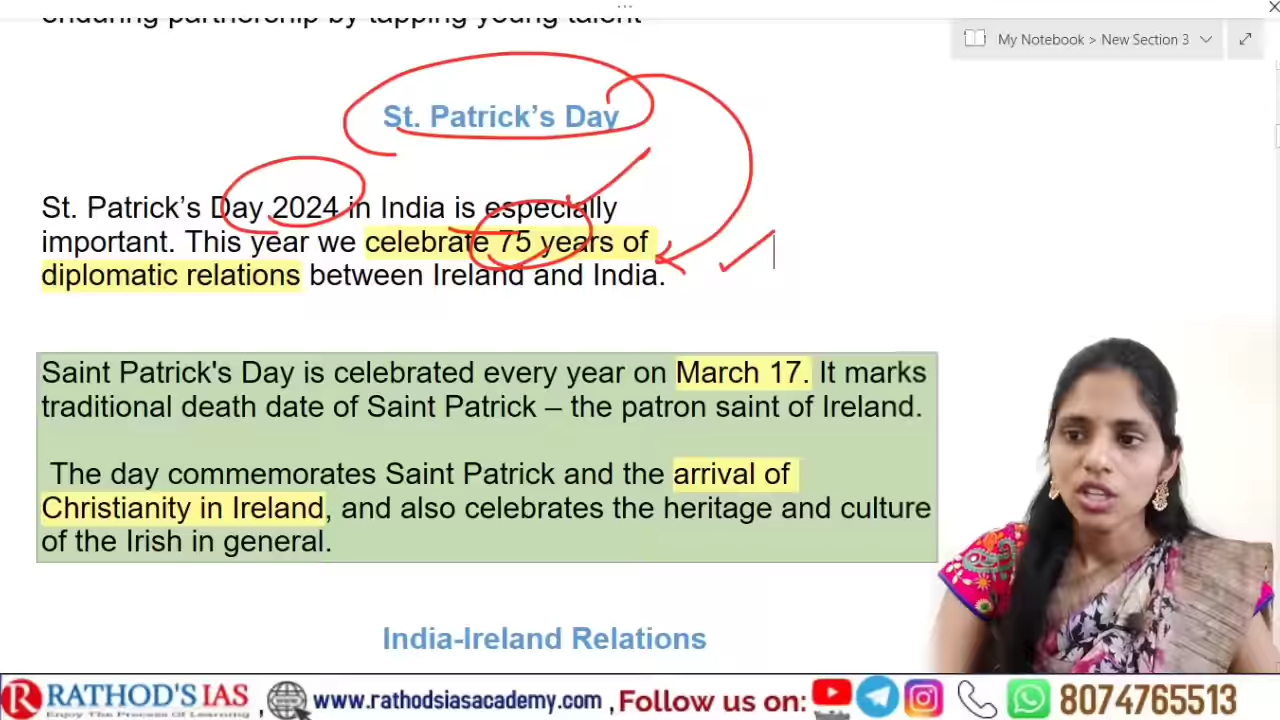 enduring partnership by tapping young talent
My Notebook > New Section 3
St. Patrick’s Day
St. Patrick’s Day 2024 in India is especially
important. This year we celebrate 75 years of
diplomatic relations between Ireland and India.
Saint Patrick's Day is celebrated every year on March 17. It marks
traditional death date of Saint Patrick – the patron saint of Ireland.
The day commemorates Saint Patrick and the arrival of
Christianity in Ireland, and also celebrates the heritage and culture
of the Irish in general.
India-Ireland Relations
RATHOD'S IAS
Enjoy The Process Of Learning
, www.rathodsiasacademy.com , Follow us on: 8074765513